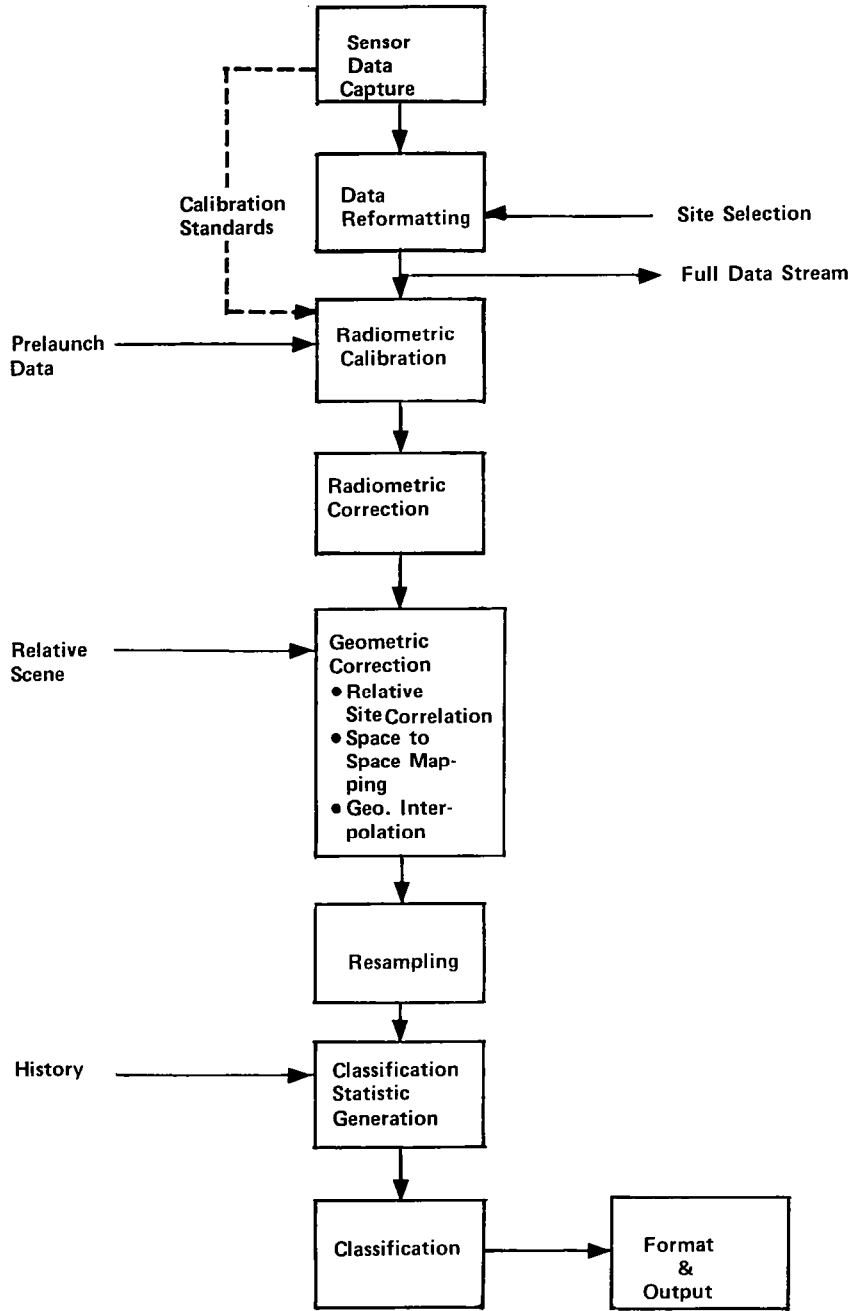 Sensor
Data
Capture
Calibration
Standards
Data
Reformatting
Site Selection
Full Data Stream
Prelaunch
Data
Radiometric
Calibration
Radiometric
Correction
Relative
Scene
Geometric
Correction
● Relative
Site Correlation
● Space to
Space Map-
ping
● Geo. Inter-
polation
Resampling
History
Classification
Statistic
Generation
Classification
Format
&
Output